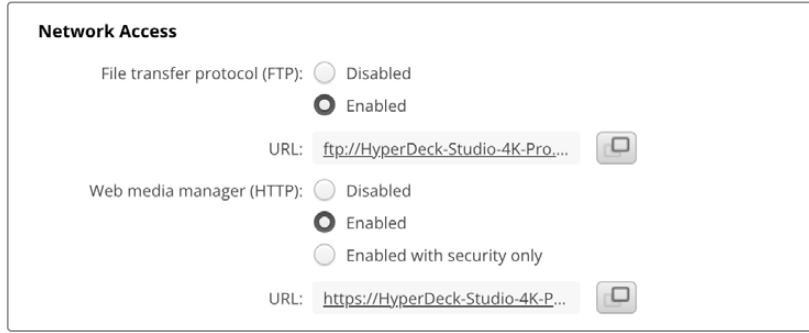 Network Access
File transfer protocol (FTP): Disabled
Enabled
URL: ftp://HyperDeck-Studio-4K-Pro....
Web media manager (HTTP): Disabled
Enabled
Enabled with security only
URL: https://HyperDeck-Studio-4K-P...